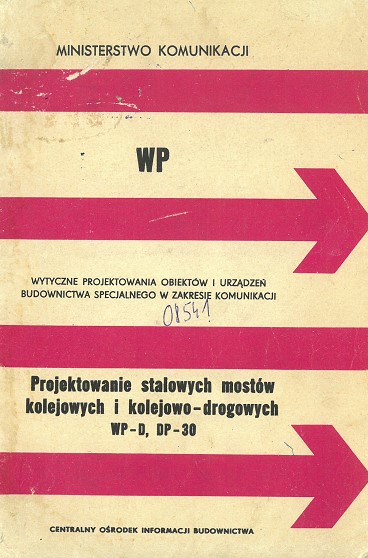 MINISTERSTWO KOMUNIKACJI
WP
WYTYCZNE PROJEKTOWANIA OBIEKTÓW I URZĄDZEŃ
BUDOWNICTWA SPECJALNEGO W ZAKRESIE KOMUNIKACJI
08541
Projektowanie stalowych mostów
kolejowych i kolejowo-drogowych
WP-D, DP-30
CENTRALNY OŚRODEK INFORMACJI BUDOWNICTWA